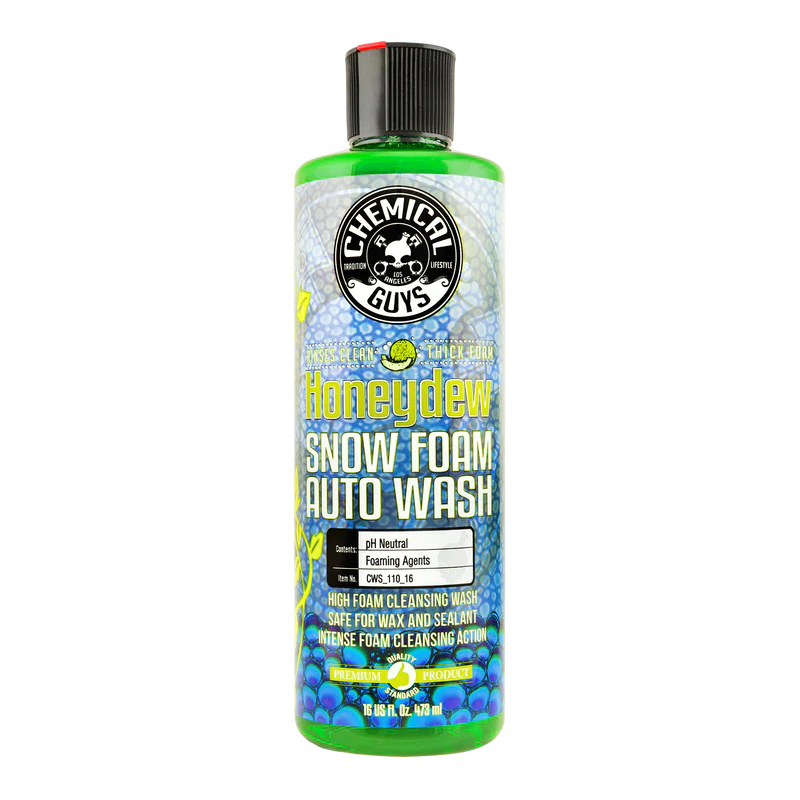 CHEMICAL
TRADITION LIFESTYLE
LOS
ANGELES
GUYS
RINSES CLEAN THICK FOAM
Honeydew
SNOW FOAM
AUTO WASH
Contents: pH Neutral
Foaming Agents
Item No. CWS_110_16
HIGH FOAM CLEANSING WASH
SAFE FOR WAX AND SEALANT
INTENSE FOAM CLEANSING ACTION
QUALITY
PREMIUM PRODUCT
STANDARD
16 US Fl. Oz. 473 ml